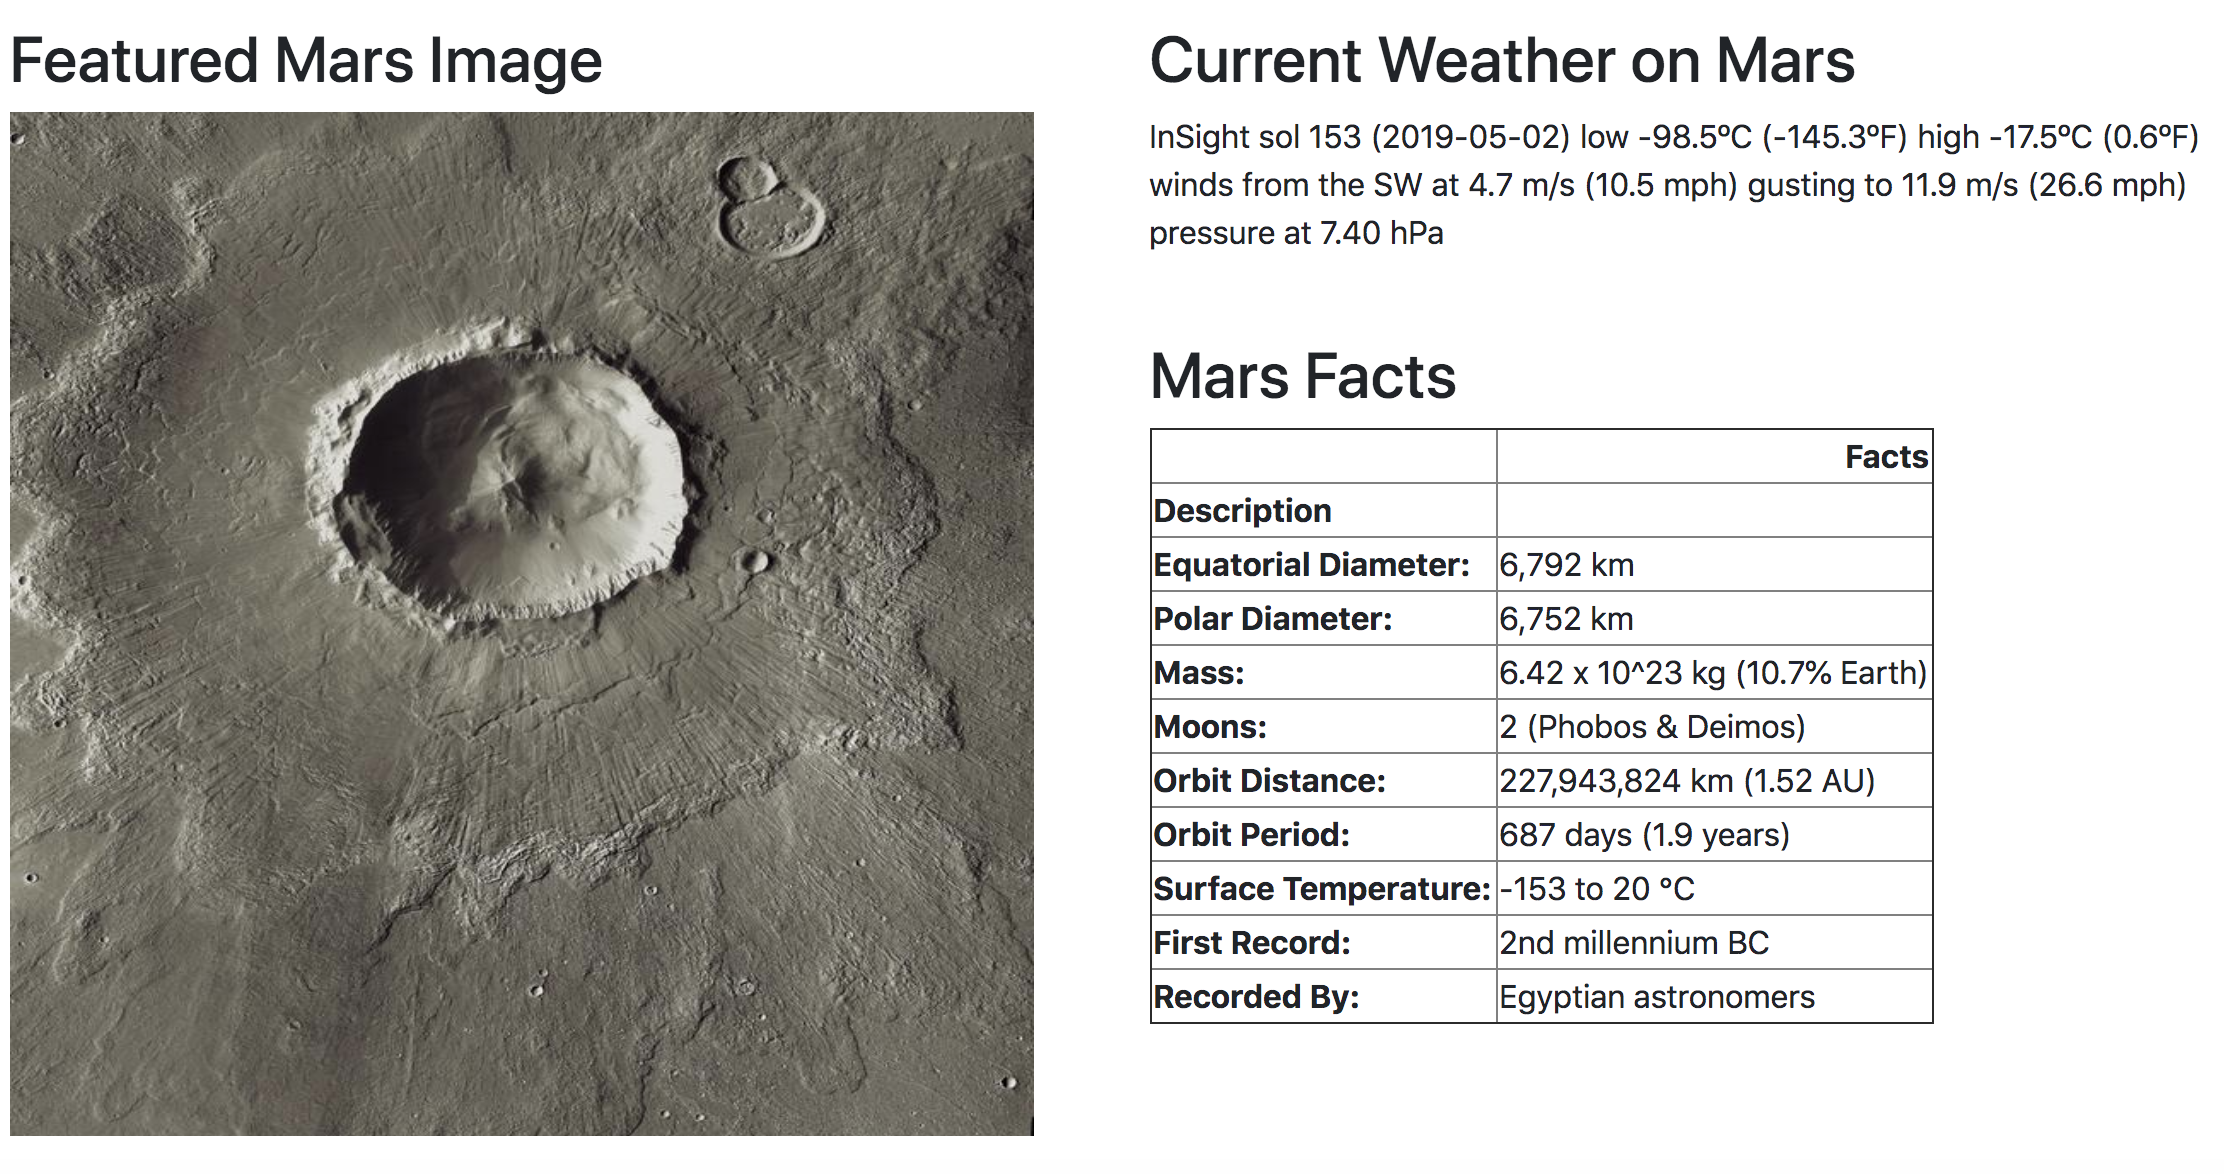 Featured Mars Image
Current Weather on Mars
InSight sol 153 (2019-05-02) low -98.5ºC (-145.3ºF) high -17.5ºC (0.6ºF)
winds from the SW at 4.7 m/s (10.5 mph) gusting to 11.9 m/s (26.6 mph)
pressure at 7.40 hPa
Mars Facts
Facts
Description
Equatorial Diameter: 6,792 km
Polar Diameter: 6,752 km
Mass: 6.42 x 10^23 kg (10.7% Earth)
Moons: 2 (Phobos & Deimos)
Orbit Distance: 227,943,824 km (1.52 AU)
Orbit Period: 687 days (1.9 years)
Surface Temperature: -153 to 20 °C
First Record: 2nd millennium BC
Recorded By: Egyptian astronomers